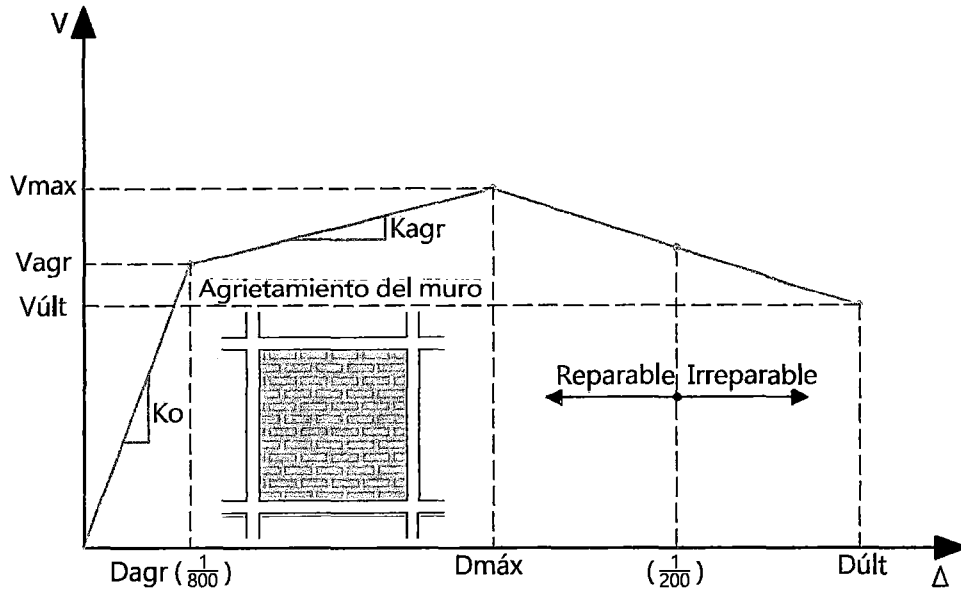 V
Vmax
Kagr
Vagr
Agrietamiento del muro
Vúlt
Reparable Irreparable
Ko
Dagr (1/800)
Dmáx
(1/200)
Dúlt
Δ